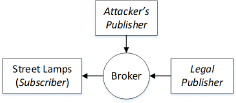 Attacker's
Publisher
Street Lamps
(Subscriber)
Broker
Legal
Publisher